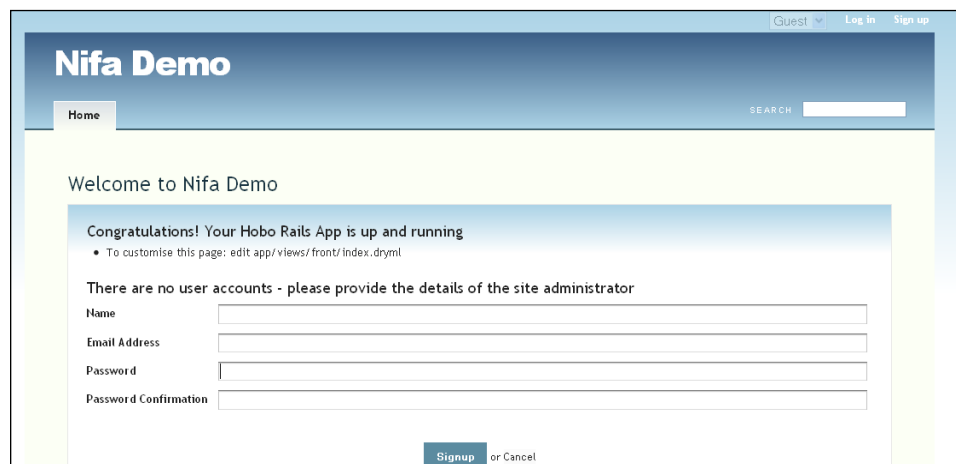 Guest Log in Sign up
Nifa Demo
Home
SEARCH
Welcome to Nifa Demo
Congratulations! Your Hobo Rails App is up and running
• To customise this page: edit app/views/front/index.dryml
There are no user accounts - please provide the details of the site administrator
Name
Email Address
Password
Password Confirmation
Signup or Cancel